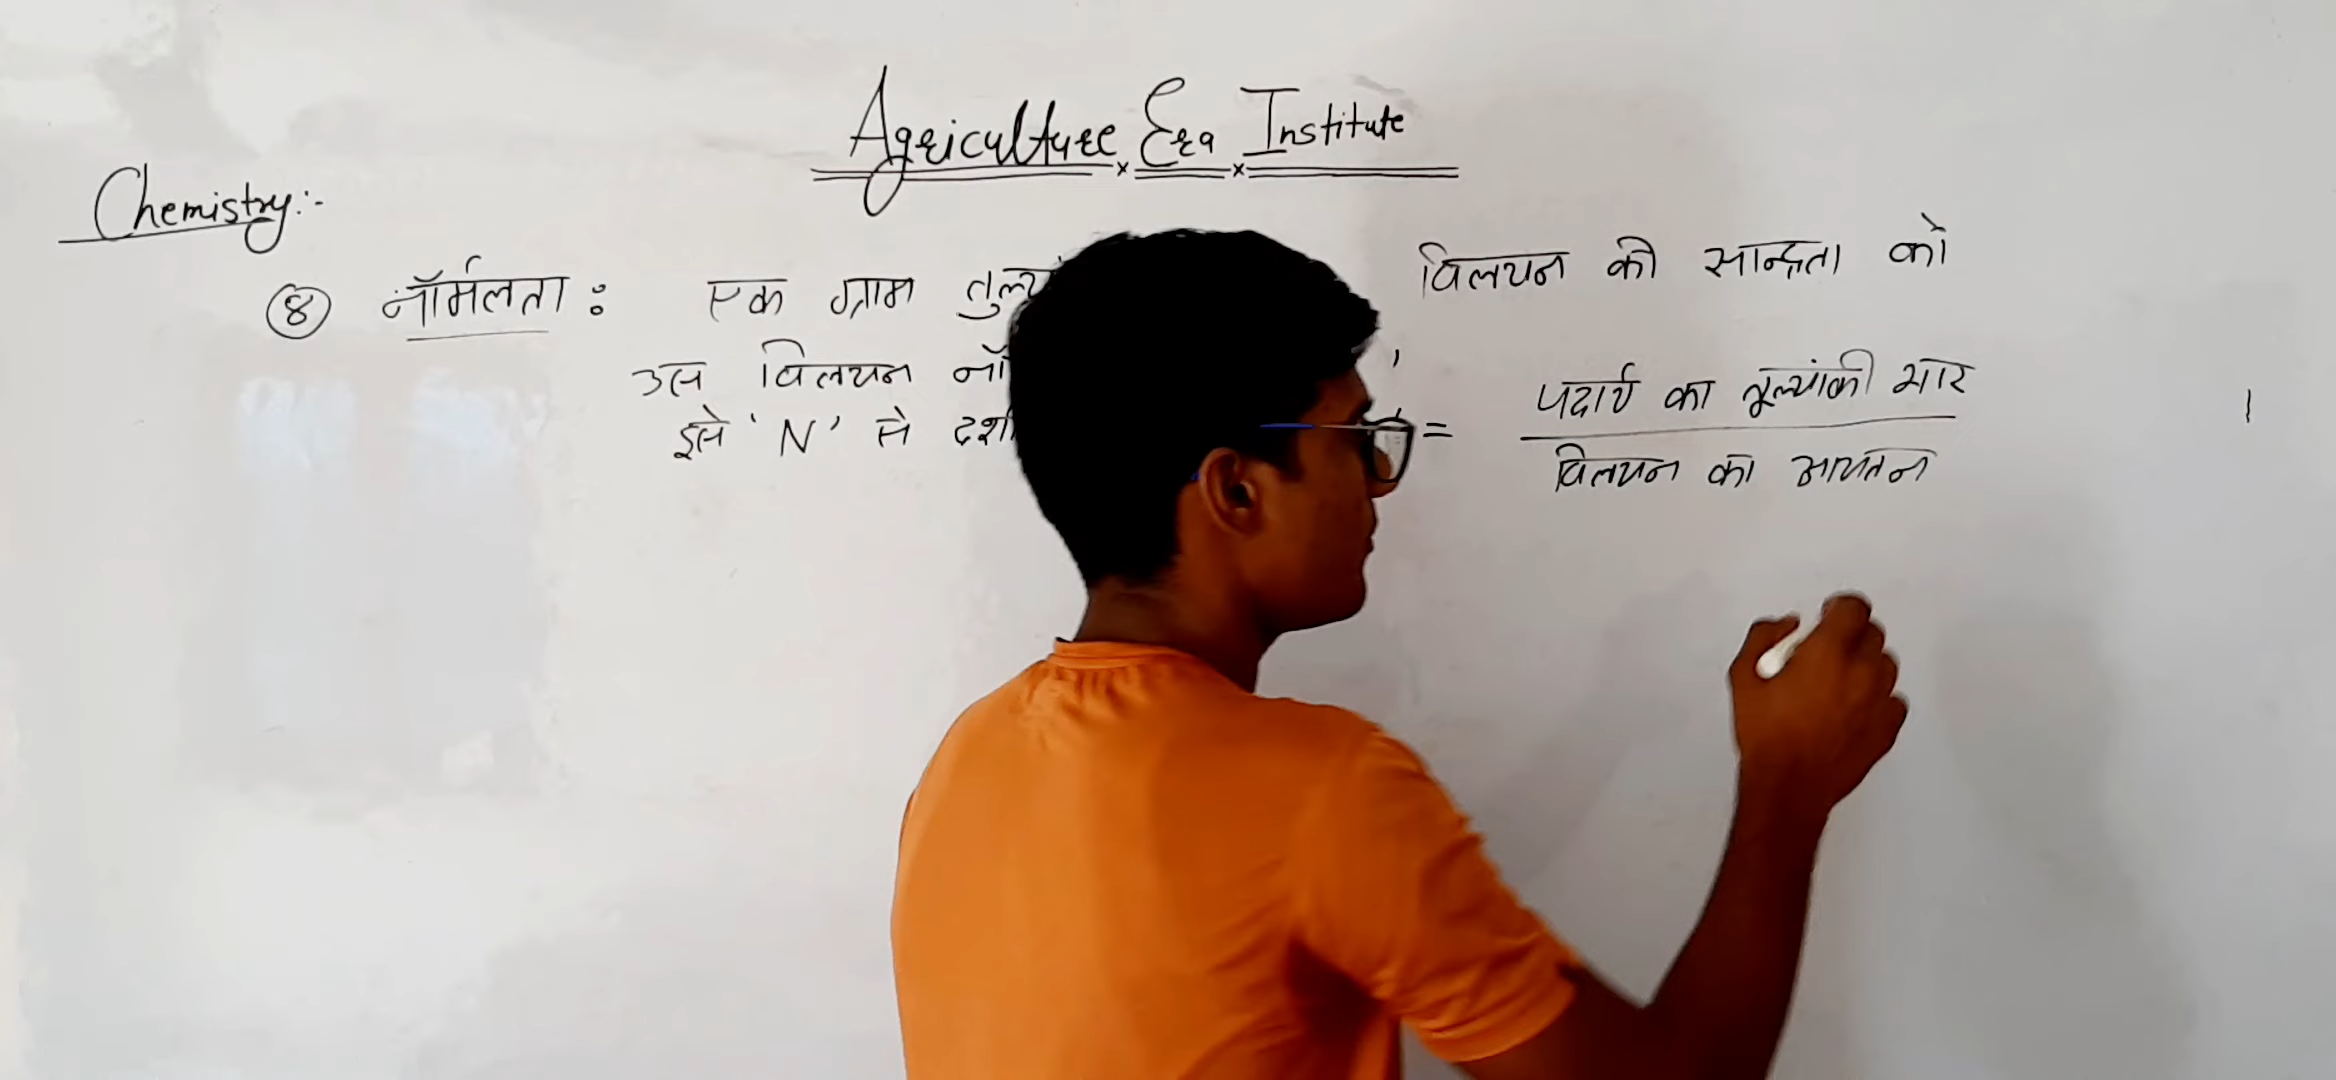 Agriculture Era Institute
Chemistry:-
⑧ नॉर्मलता : एक ग्राम विलयन की सान्द्रता को
उस विलयन
इसे 'N' से = पदार्थ का तूल्यांकी भार
विलयन का आयतन